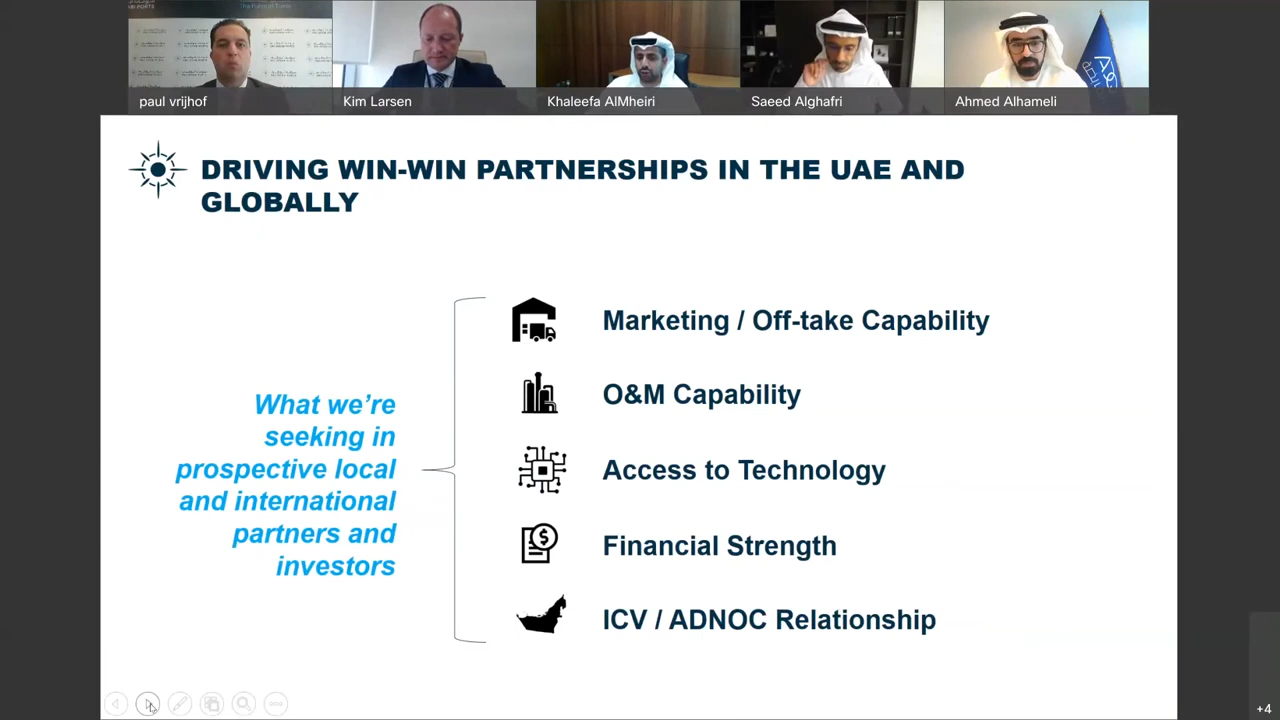 paul vrijhof
Kim Larsen
Khaleefa AlMheiri
Saeed Alghafri
Ahmed Alhameli
DRIVING WIN-WIN PARTNERSHIPS IN THE UAE AND
GLOBALLY
What we're
seeking in
prospective local
and international
partners and
investors
Marketing / Off-take Capability
O&M Capability
Access to Technology
$
Financial Strength
ICV / ADNOC Relationship
+4